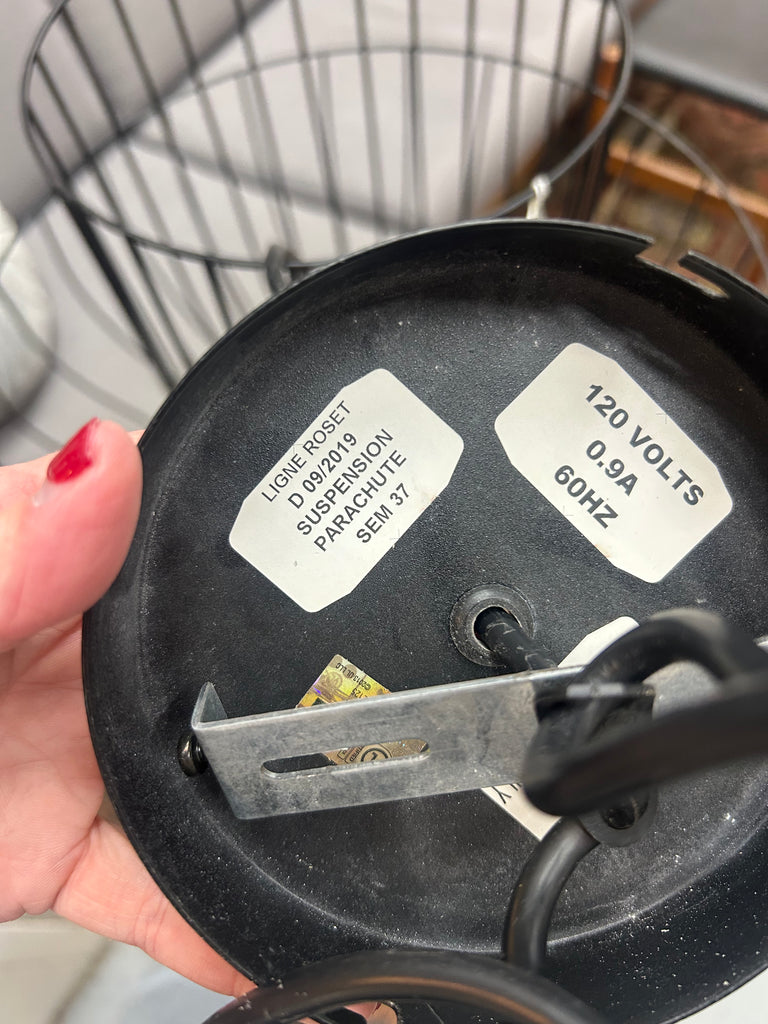 LIGNE ROSET
D 09/2019
SUSPENSION
PARACHUTE
SEM 37
120 VOLTS
0.9A
60HZ